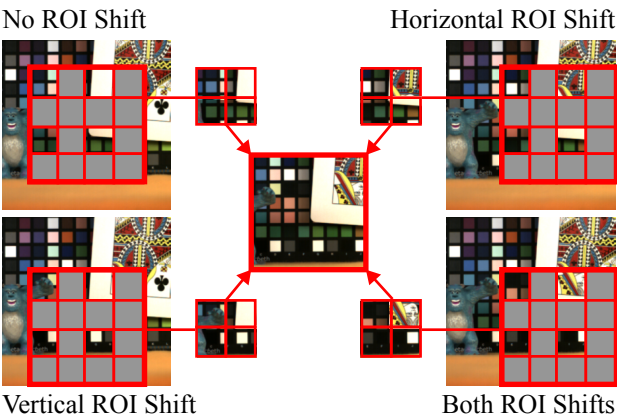 No ROI Shift
Horizontal ROI Shift
Vertical ROI Shift
Both ROI Shifts